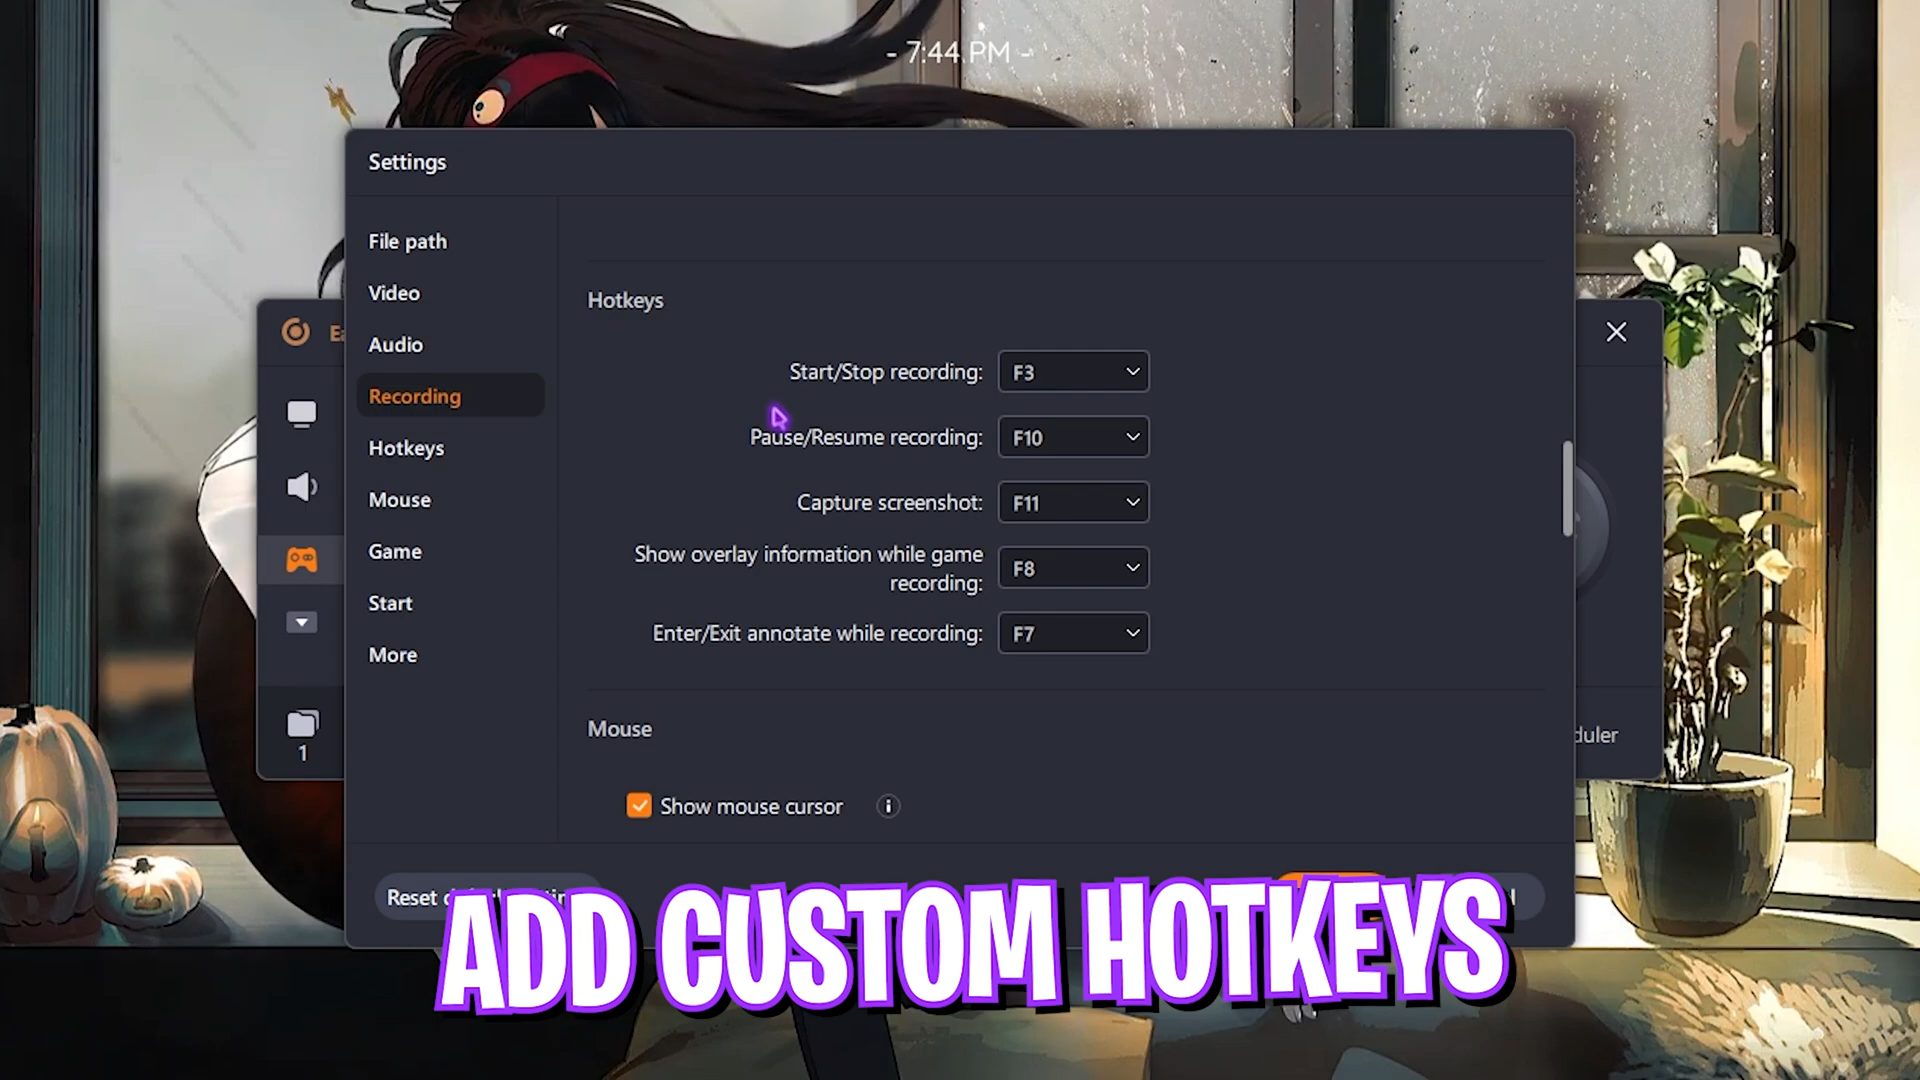 - 7:44 PM -
Settings
File path
Video
Audio
Recording
Hotkeys
Mouse
Game
Start
More
Hotkeys
Start/Stop recording: F3
Pause/Resume recording: F10
Capture screenshot: F11
Show overlay information while game
recording: F8
Enter/Exit annotate while recording: F7
Mouse
Show mouse cursor
1
Reset
ADD CUSTOM HOTKEYS